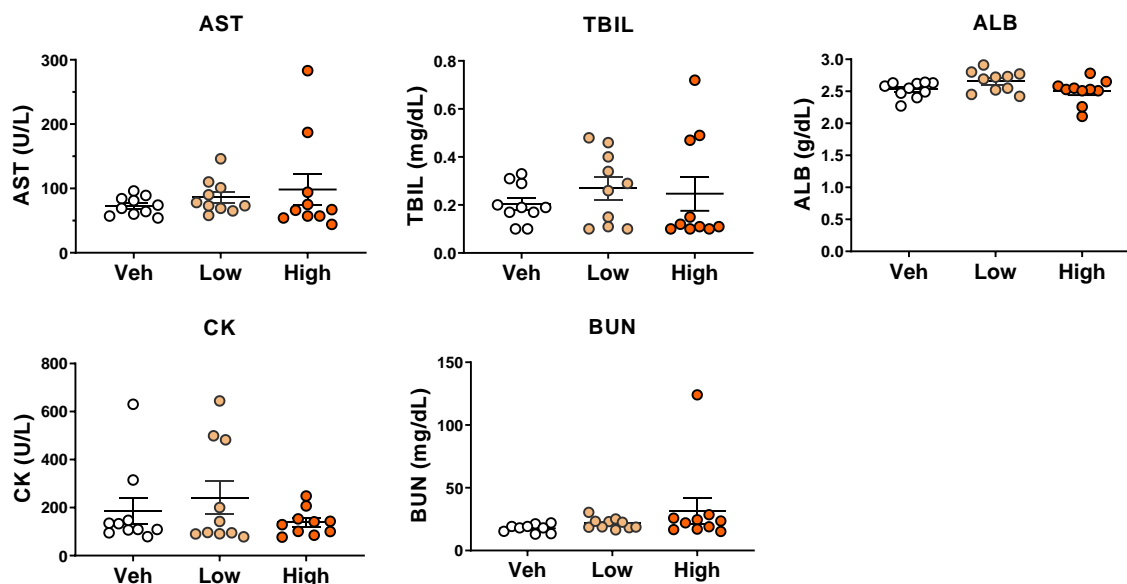 AST
AST (U/L)
300
200
100
0
Veh Low High
TBIL
TBIL (mg/dL)
0.8
0.6
0.4
0.2
0.0
Veh Low High
ALB
ALB (g/dL)
3.0
2.5
2.0
1.5
1.0
0.5
0.0
Veh Low High
CK
CK (U/L)
800
600
400
200
0
Veh Low High
BUN
BUN (mg/dL)
150
100
50
0
Veh Low High